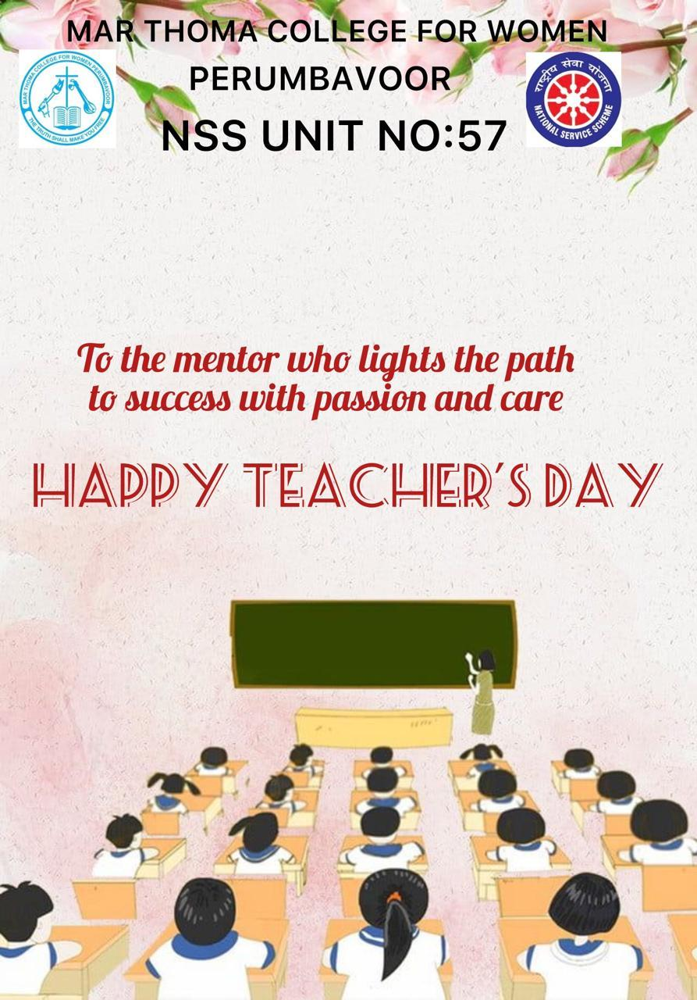 MAR THOMA COLLEGE FOR WOMEN
PERUMBAVOOR
NSS UNIT NO:57
MAR THOMA COLLEGE FOR WOMEN PERUMBAVOOR
THE TRUTH SHALL MAKE YOU FREE
राष्ट्रीय सेवा योजना
NATIONAL SERVICE SCHEME
To the mentor who lights the path
to success with passion and care
HAPPY TEACHER'S DAY